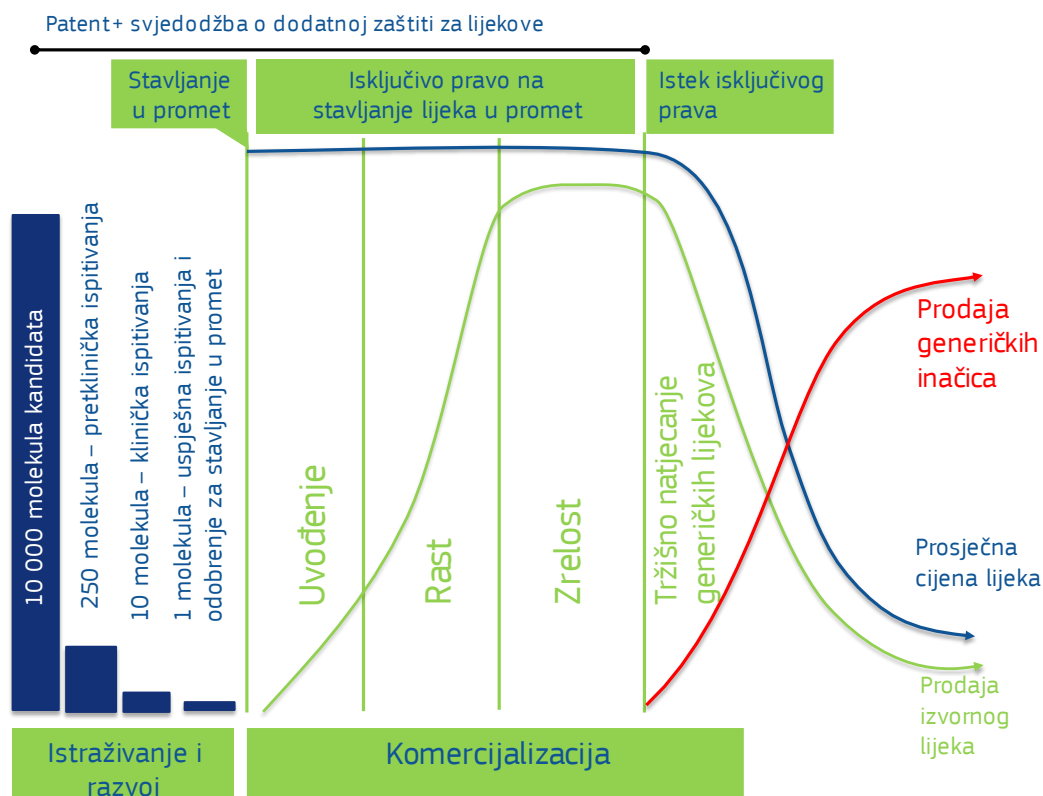 Patent+ svjedodžba o dodatnoj zaštiti za lijekove
Stavljanje
u promet
Isključivo pravo na
stavljanje lijeka u promet
Istek isključivog
prava
10 000 molekula kandidata
250 molekula – pretklinička ispitivanja
10 molekula – klinička ispitivanja
1 molekula – uspješna ispitivanja i
odobrenje za stavljanje u promet
Uvođenje
Rast
Zrelost
Tržišno natjecanje
generičkih lijekova
Prodaja
generičkih
inačica
Prosječna
cijena lijeka
Prodaja
izvornog
lijeka
Istraživanje i
razvoj
Komercijalizacija